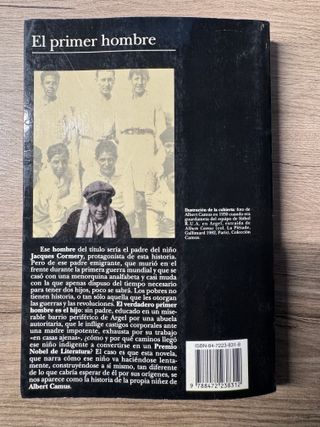 El primer hombre
Ilustración de la cubierta: foto de
Albert Camus en 1930 cuando era
guardameta del equipo de fútbol
R.U.A. en Argel, extraída de
Album Camus (col. La Pléiade,
Gallimard 1982, París), Colección
Camus.
Ese hombre del título sería el padre del niño
Jacques Cormery, protagonista de esta historia.
Pero de ese padre emigrante, que murió en el
frente durante la primera guerra mundial y que se
casó con una menorquina analfabeta y casi muda
con la que apenas dispuso del tiempo necesario
para tener dos hijos, poco se sabrá. Los pobres no
tienen historia, o tan sólo aquella que les otorgan
las guerras y las revoluciones. El verdadero primer
hombre es el hijo: sin padre, educado en un mise-
rable barrio periférico de Argel por una abuela
autoritaria, que le inflige castigos corporales ante
una madre impotente, exhausta por su trabajo
en «casas ajenas», ¿cómo y por qué caminos llegó
ese niño indigente a convertirse en un Premio
Nobel de Literatura? El caso es que esta novela,
que narra cómo ese niño va haciéndose lenta-
mente, construyéndose a sí mismo, tan diferente
de lo que cabría esperar de él por sus orígenes, se
nos aparece como la historia de la propia niñez de
Albert Camus.
ISBN 84-7223-831-8
9 788472 238312